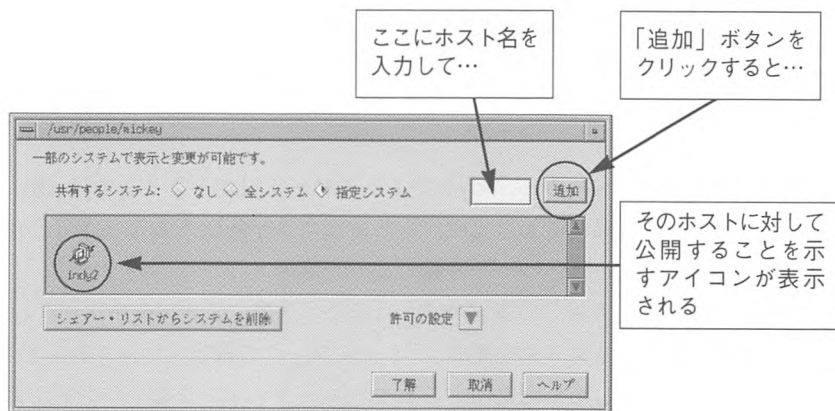 ここにホスト名を
入力して…
「追加」ボタンを
クリックすると…
/usr/people/mickey
一部のシステムで表示と変更が可能です。
共有するシステム: なし 全システム 指定システム
追加
そのホストに対して
公開することを示
すアイコンが表示
される
indy2
シェアー・リストからシステムを削除
許可の設定
了解 取消 ヘルプ